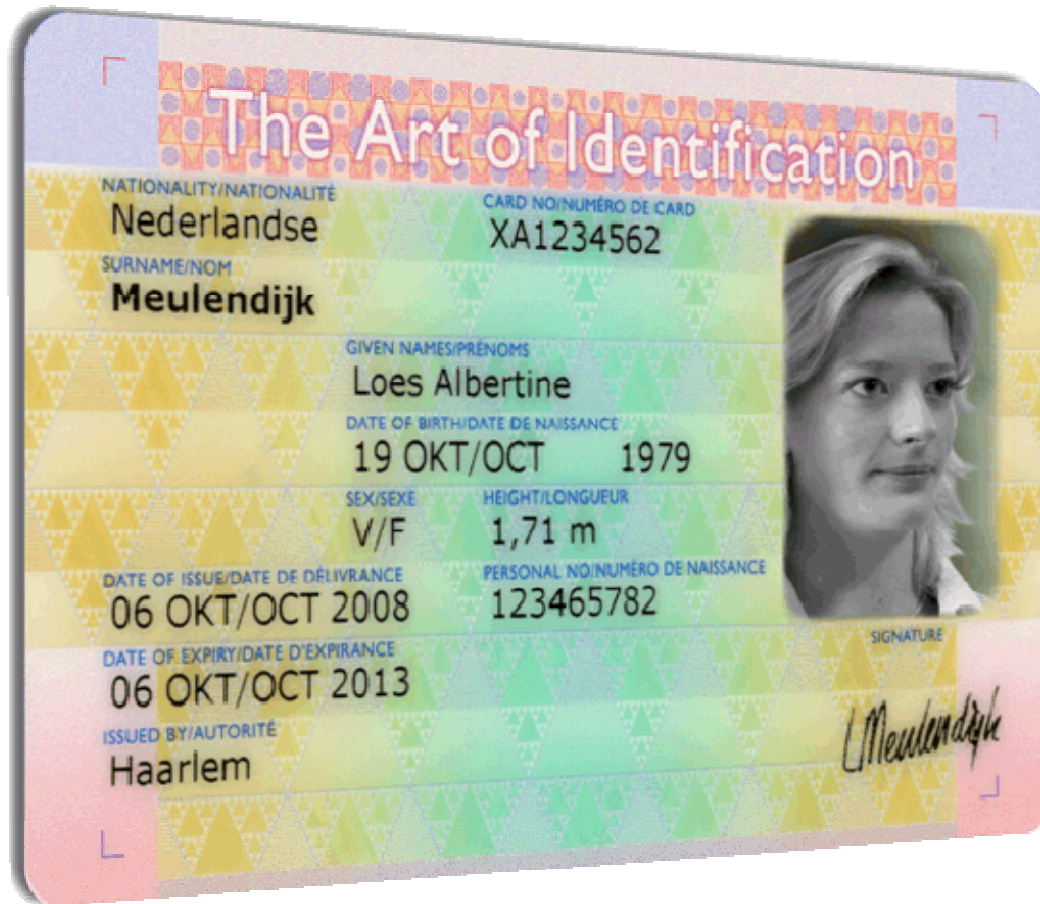 The Art of Identification
NATIONALITY/NATIONALITÉ
Nederlandse
CARD NO/NUMÉRO DE CARD
XA1234562
SURNAME/NOM
Meulendijk
GIVEN NAMES/PRÉNOMS
Loes Albertine
DATE OF BIRTH/DATE DE NAISSANCE
19 OKT/OCT 1979
SEX/SEXE
V/F
HEIGHT/LONGUEUR
1,71 m
DATE OF ISSUE/DATE DE DÉLIVRANCE
06 OKT/OCT 2008
PERSONAL NO/NUMÉRO DE NAISSANCE
123465782
DATE OF EXPIRY/DATE D'EXPIRANCE
06 OKT/OCT 2013
ISSUED BY/AUTORITÉ
Haarlem
SIGNATURE
L Meulendijk